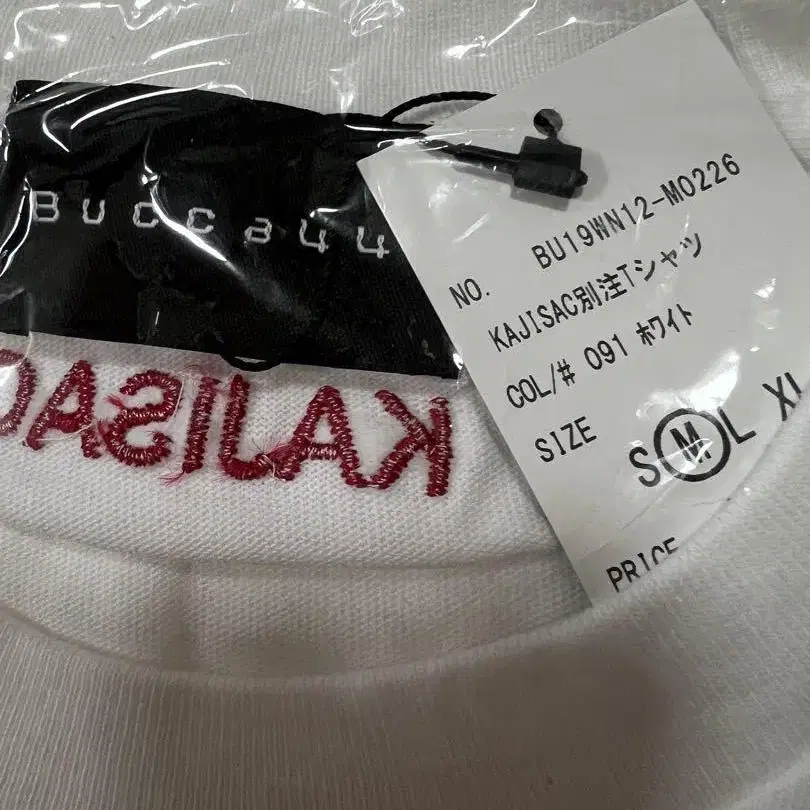 Bucca44
KAJISAC
NO. BU19WN12-M0226
KAJISAC別注Tシャツ
COL/# 091 ホワイト
SIZE S M L XL
PRICE